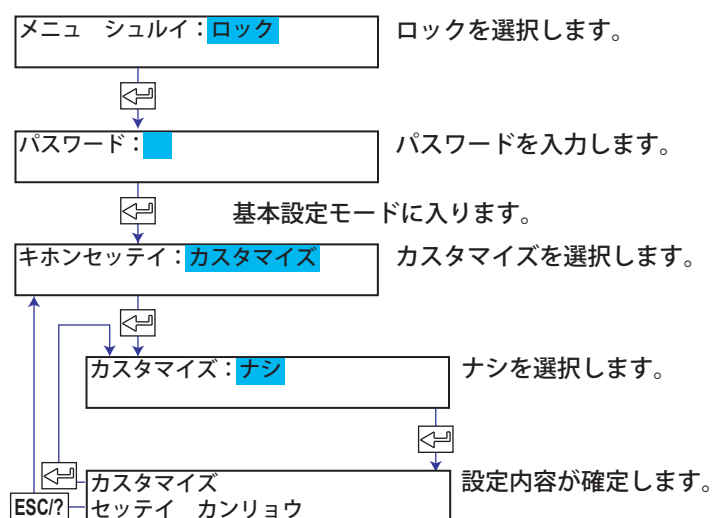 メニュ　シュルイ：ロック
ロックを選択します。
パスワード：
パスワードを入力します。
基本設定モードに入ります。
キホンセッテイ：カスタマイズ
カスタマイズを選択します。
カスタマイズ：ナシ
ナシを選択します。
カスタマイズ
設定内容が確定します。
ESC/?
セッテイ　カンリョウ